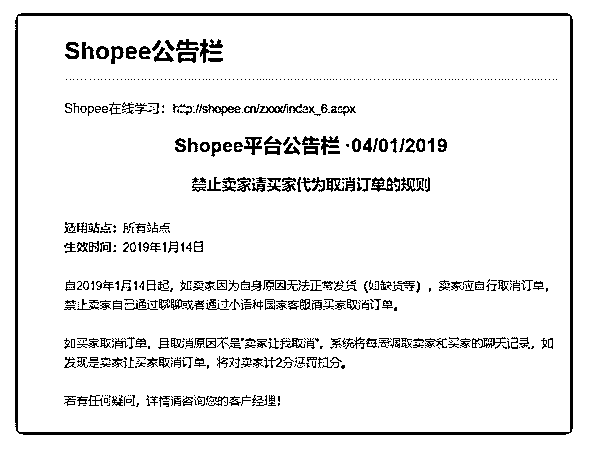 Shopee公告栏
Shopee在线学习：http://shopee.cn/zxxx/index_6.aspx
Shopee平台公告栏 ·04/01/2019
禁止卖家请买家代为取消订单的规则
适用站点：所有站点
生效时间：2019年1月14日
自2019年1月14日起，如卖家因为自身原因无法正常发货（如缺货等），卖家应自行取消订单，
禁止卖家自己通过聊聊或者通过小语种国家客服请买家取消订单。
如买家取消订单，且取消原因不是"卖家让我取消"，系统将每周调取卖家和买家的聊天记录，如
发现是卖家让买家取消订单，将对卖家计2分惩罚扣分。
若有任何疑问，详情请咨询您的客户经理！